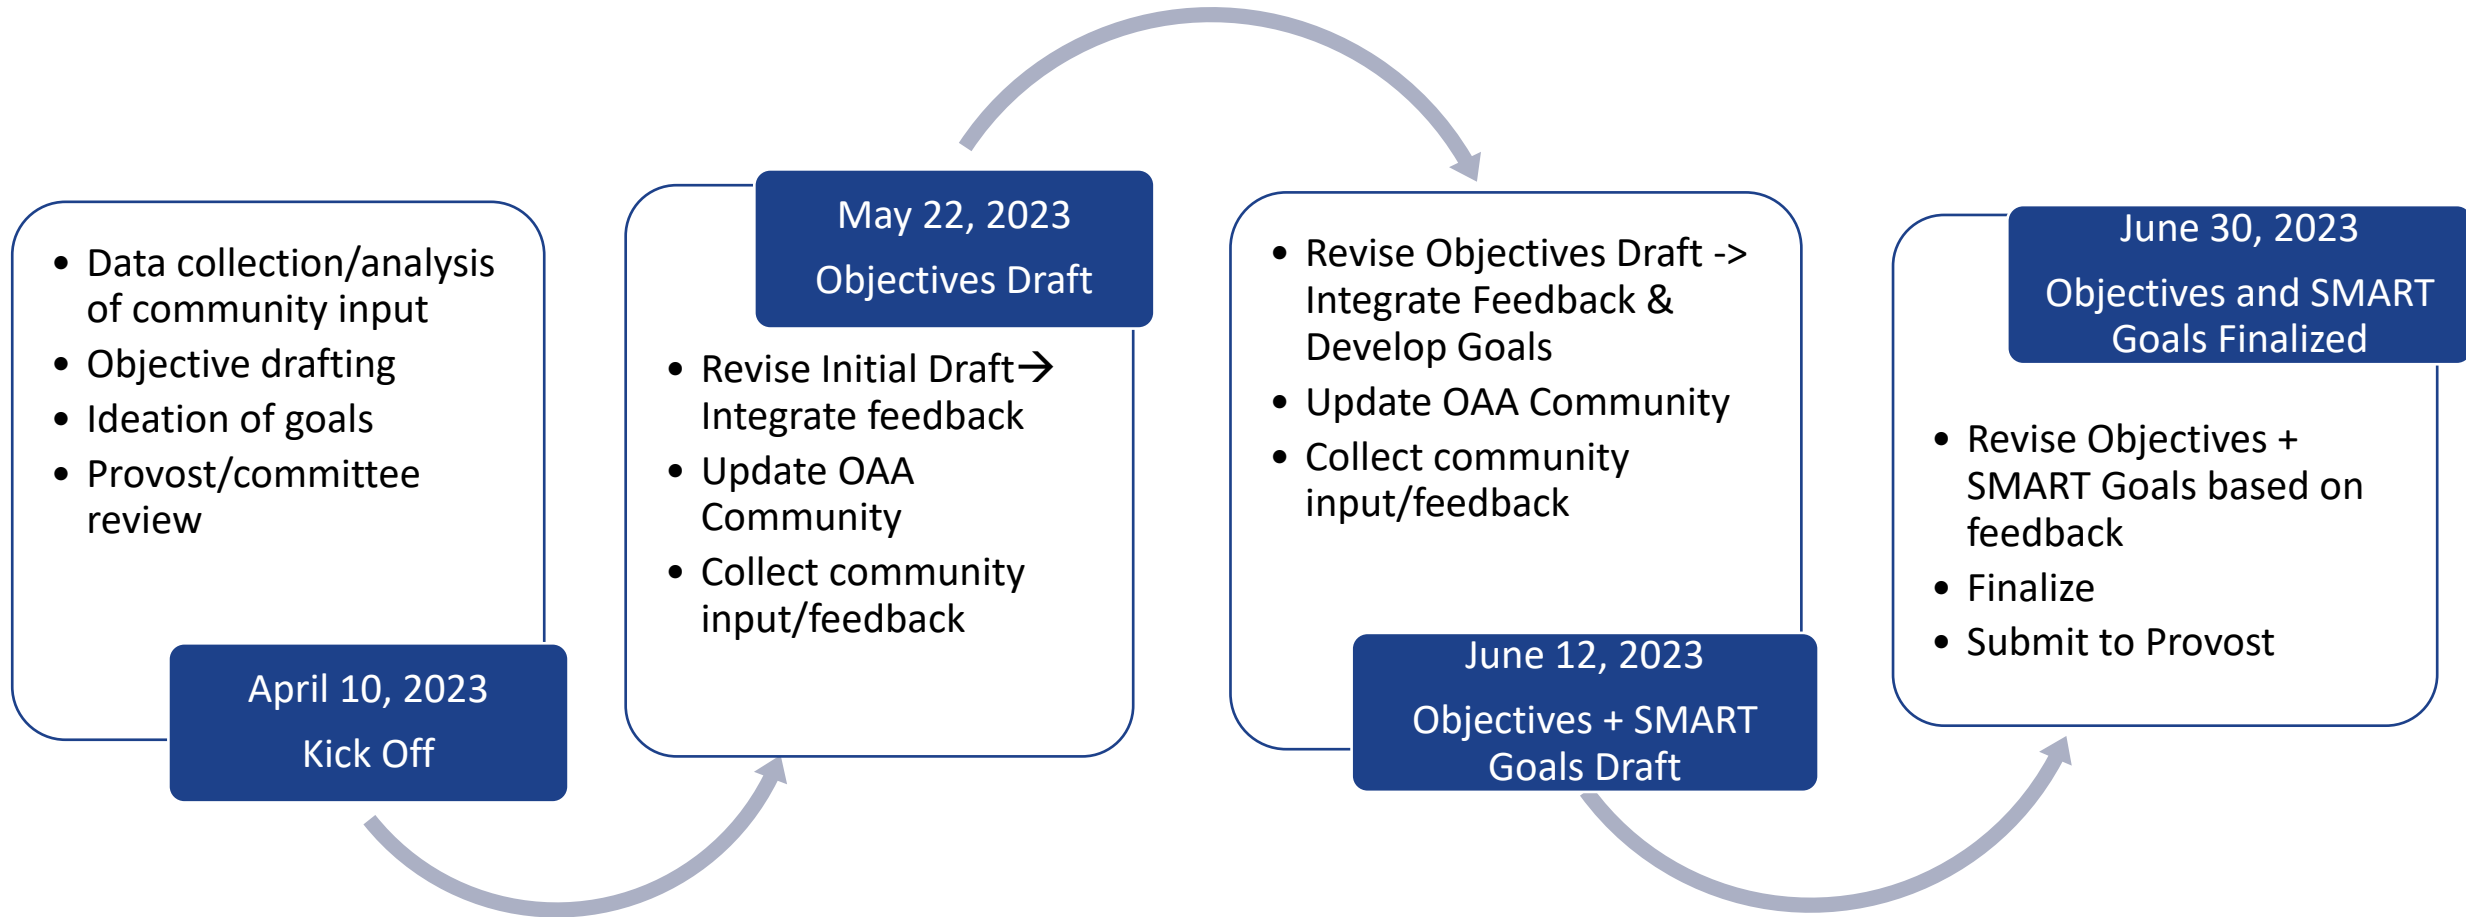 • Data collection/analysis
of community input
• Objective drafting
• Ideation of goals
• Provost/committee
review
April 10, 2023
Kick Off
May 22, 2023
Objectives Draft
• Revise Initial Draft→
Integrate feedback
• Update OAA
Community
• Collect community
input/feedback
• Revise Objectives Draft ->
Integrate Feedback &
Develop Goals
• Update OAA Community
• Collect community
input/feedback
June 12, 2023
Objectives + SMART
Goals Draft
June 30, 2023
Objectives and SMART
Goals Finalized
• Revise Objectives +
SMART Goals based on
feedback
• Finalize
• Submit to Provost